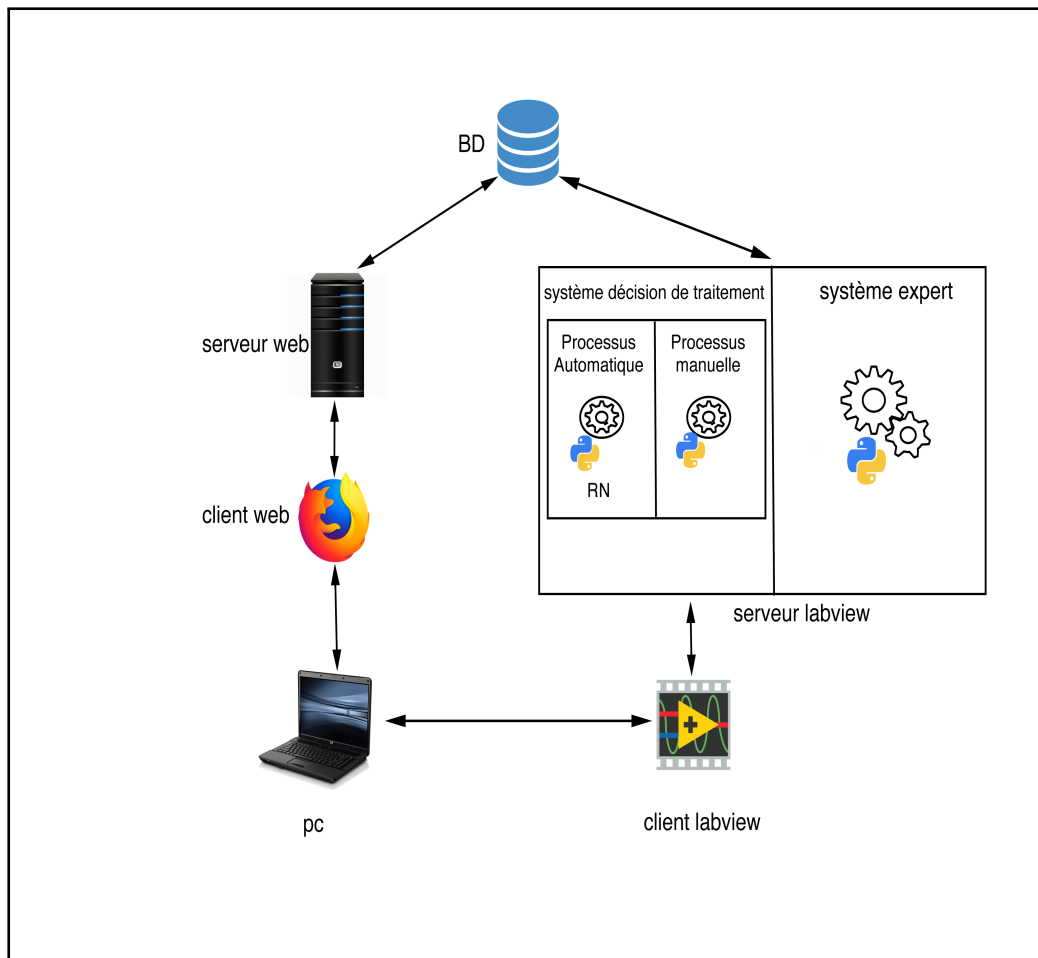 BD
serveur web
client web
pc
système décision de traitement
Processus
Automatique
RN
Processus
manuelle
système expert
serveur labview
client labview